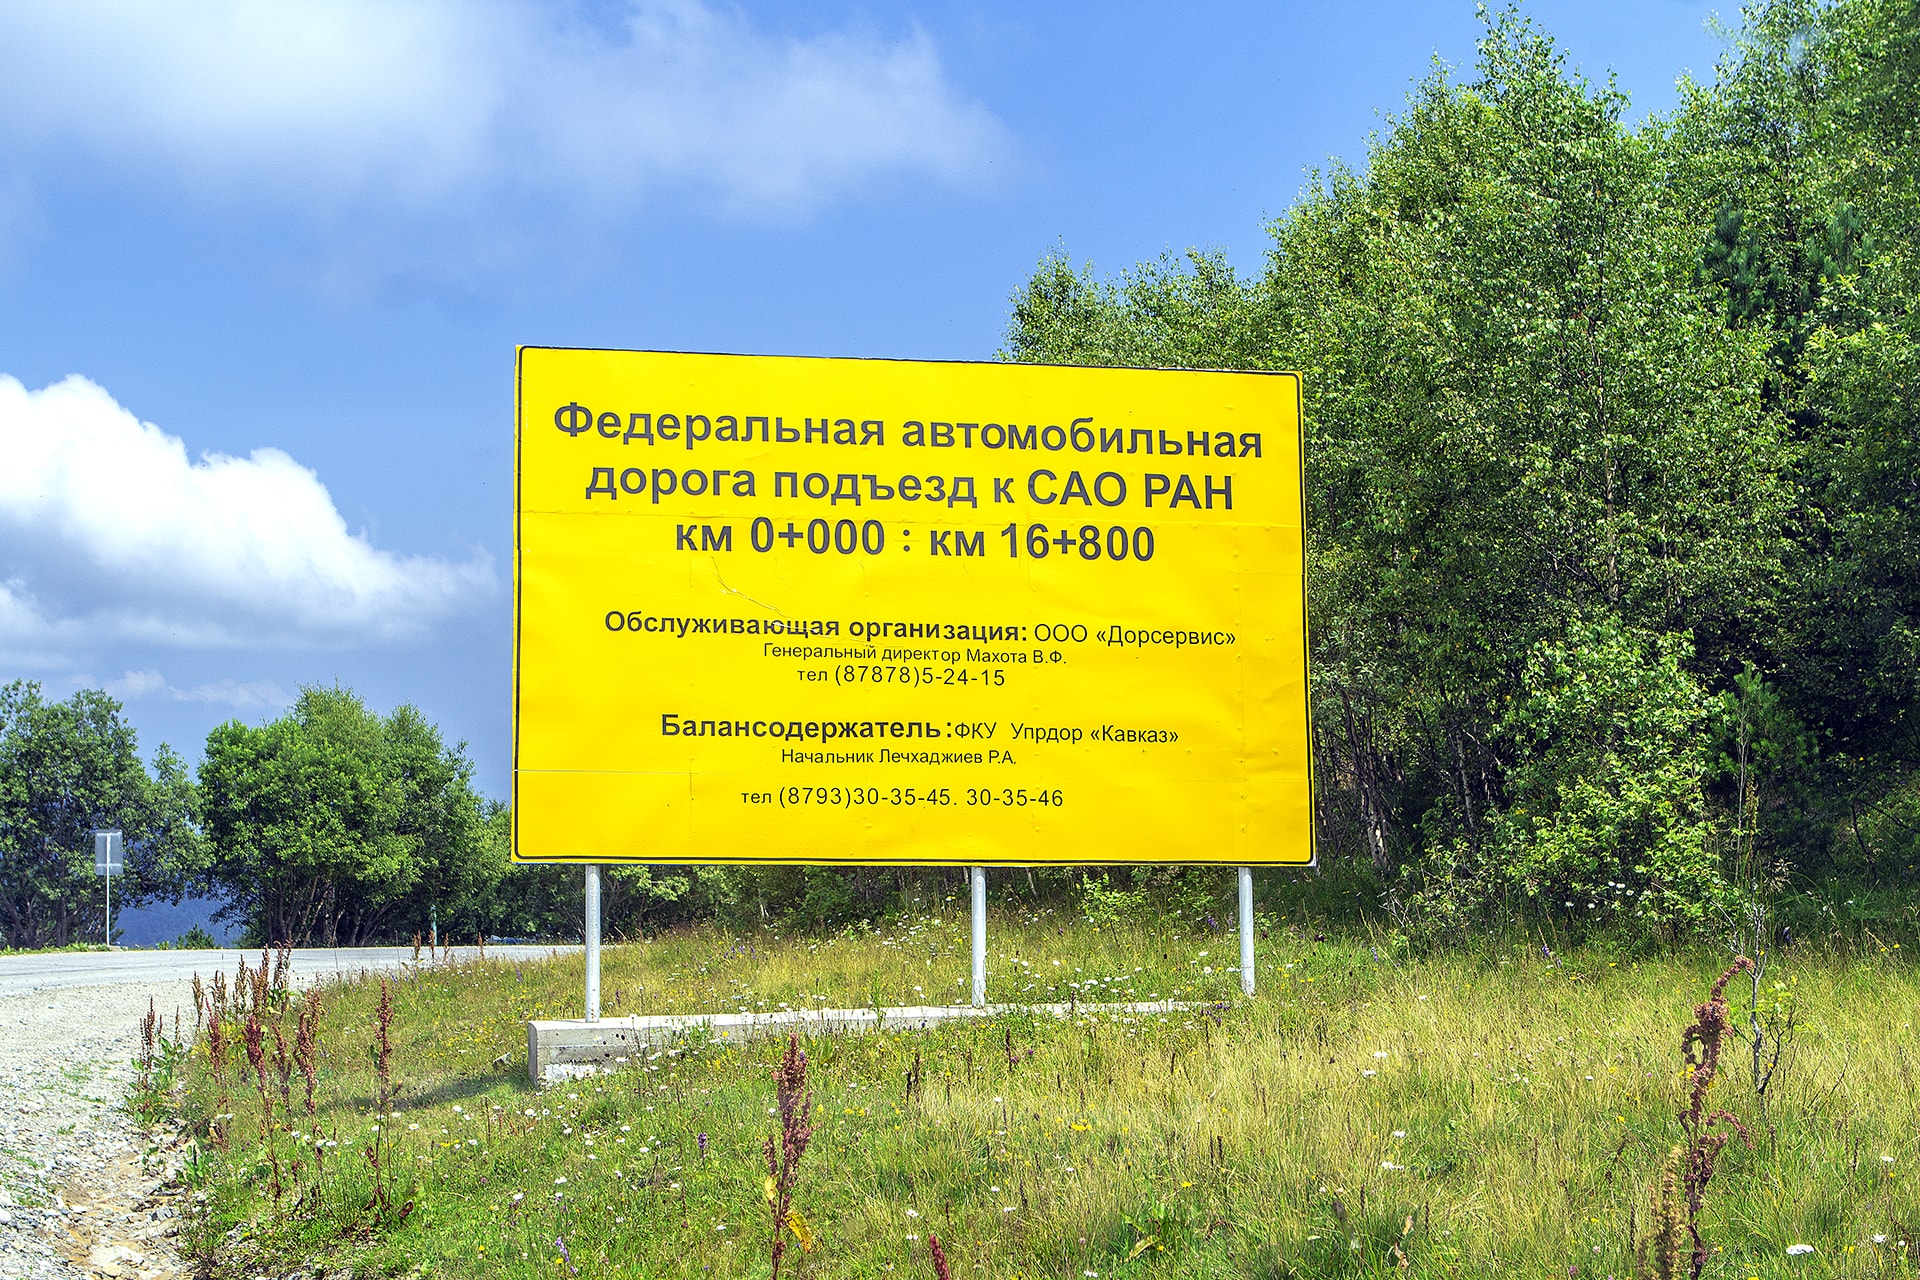 Федеральная автомобильная
дорога подъезд к САО РАН
км 0+000 : км 16+800
Обслуживающая организация: ООО «Дорсервис»
Генеральный директор Махота В.Ф.
тел (87878)5-24-15
Балансодержатель: ФКУ Упрдор «Кавказ»
Начальник Лечхаджиев Р.А.
тел (8793)30-35-45. 30-35-46